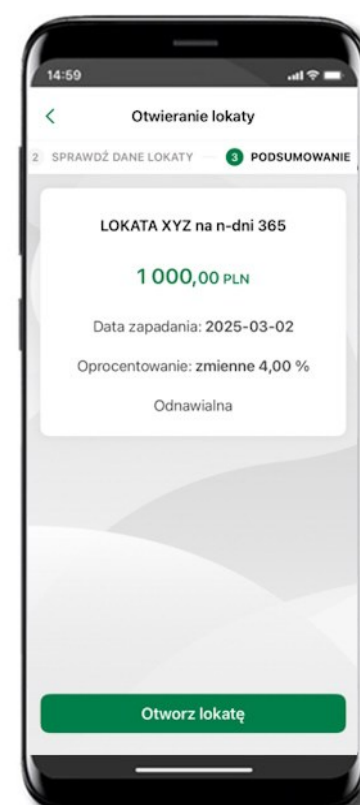 14:59
Otwieranie lokaty
2 SPRAWDŹ DANE LOKATY 3 PODSUMOWANIE
LOKATA XYZ na n-dni 365
1 000,00 PLN
Data zapadania: 2025-03-02
Oprocentowanie: zmienne 4,00 %
Odnawialna
Otworz lokatę